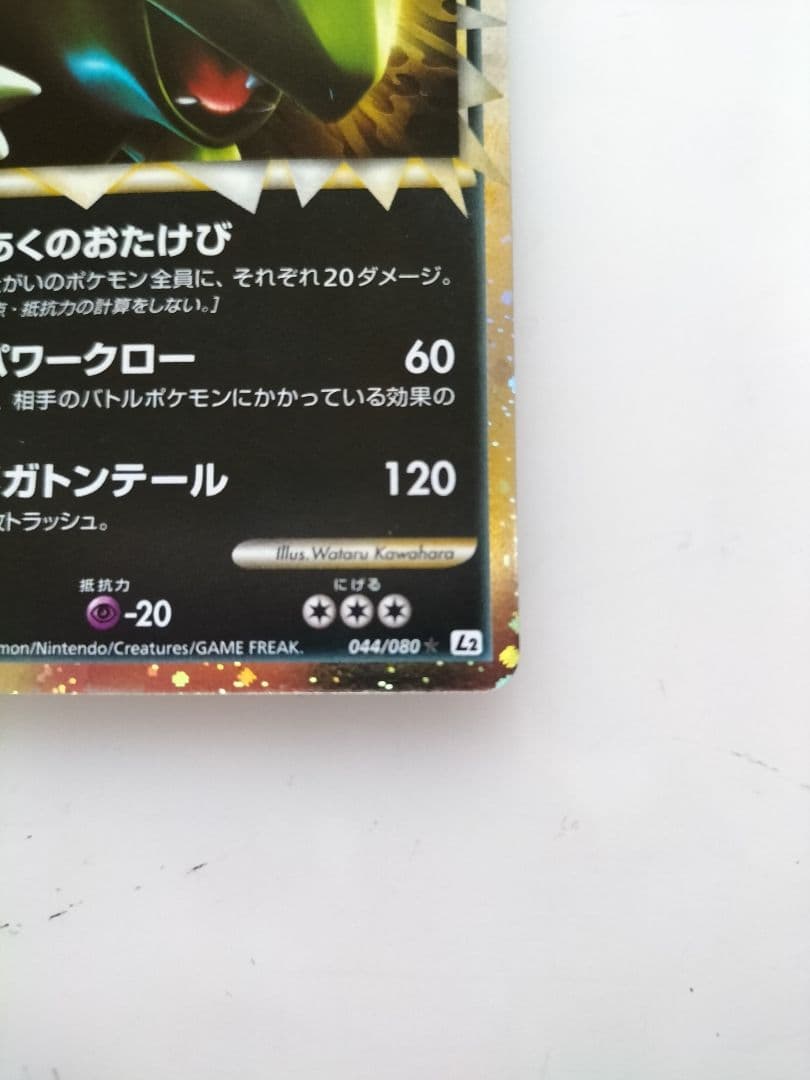 あくのおたけび
がいのポケモン全員に、それぞれ20ダメージ。
・抵抗力の計算をしない。]
パワークロー 60
相手のバトルポケモンにかかっている効果の
ガトンテール 120
トラッシュ。
Illus. Wataru Kawahara
抵抗力 にげる
-20
mon/Nintendo/Creatures/GAME FREAK. 044/080 ★ L2